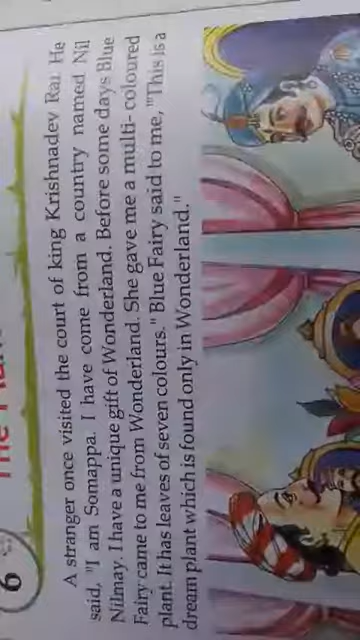 6
A stranger once visited the court of king Krishnadev Rai. He
said, "I am Somappa. I have come from a country named Nil
Nilmay. I have a unique gift of Wonderland. Before some days Blue
Fairy came to me from Wonderland. She gave me a multi- coloured
plant. It has leaves of seven colours." Blue Fairy said to me, "This is a
dream plant which is found only in Wonderland."